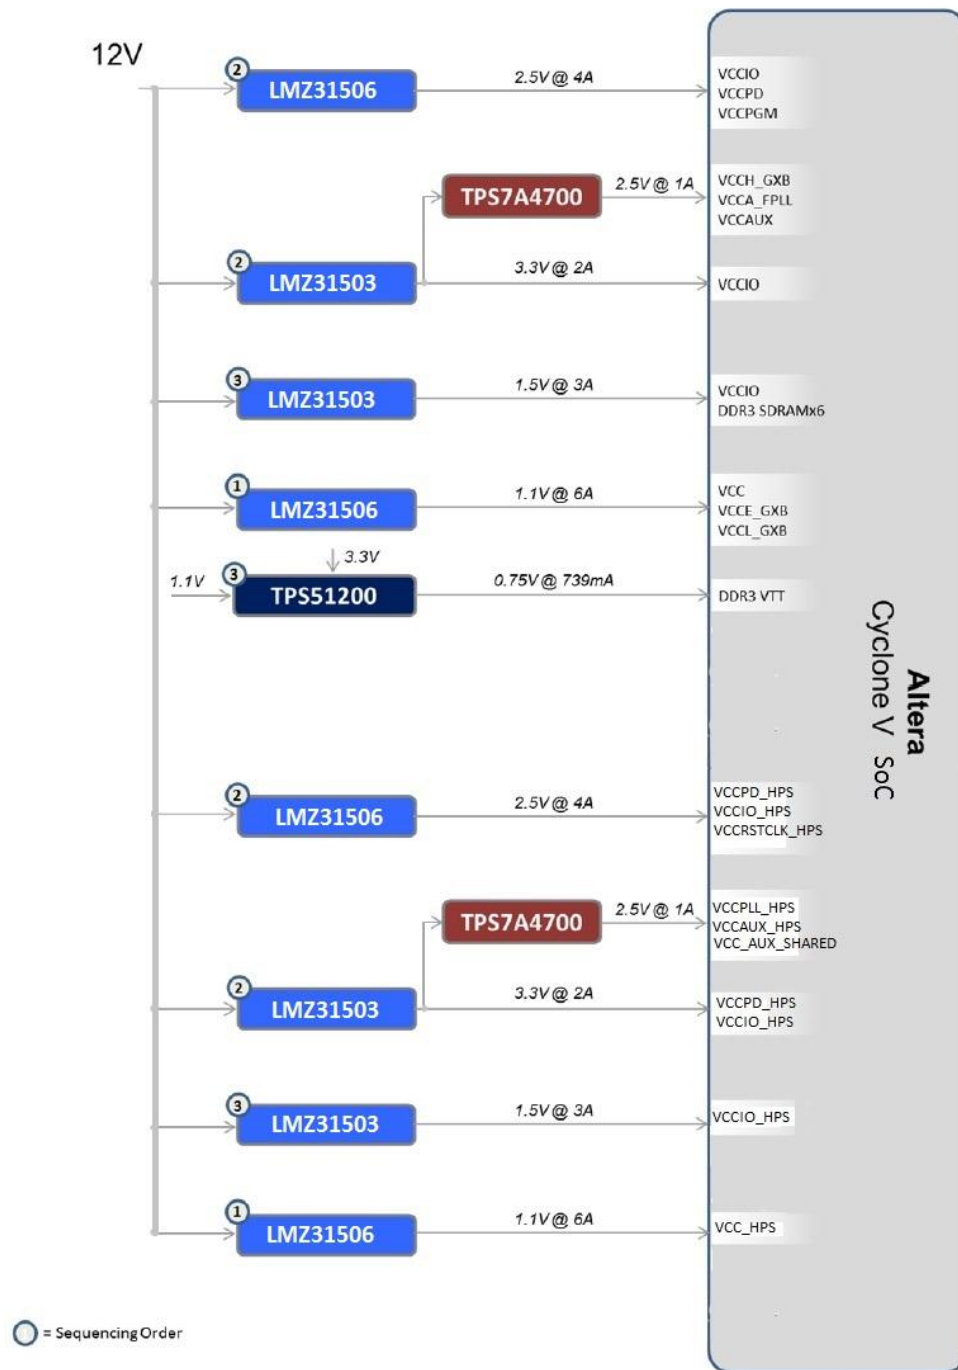 12V
2
LMZ31506
2.5V @ 4A
VCCIO
VCCPD
VCCPGM
TPS7A4700
2.5V @ 1A
VCCH_GXB
VCCA_FPLL
VCCAUX
2
LMZ31503
3.3V @ 2A
VCCIO
3
LMZ31503
1.5V @ 3A
VCCIO
DDR3 SDRAMx6
1
LMZ31506
1.1V @ 6A
VCC
VCCE_GXB
VCCL_GXB
3.3V
1.1V
3
TPS51200
0.75V @ 739mA
DDR3 VTT
Altera
Cyclone V SoC
2
LMZ31506
2.5V @ 4A
VCCPD_HPS
VCCIO_HPS
VCCRSTCLK_HPS
TPS7A4700
2.5V @ 1A
VCCPLL_HPS
VCCAUX_HPS
VCC_AUX_SHARED
2
LMZ31503
3.3V @ 2A
VCCPD_HPS
VCCIO_HPS
3
LMZ31503
1.5V @ 3A
VCCIO_HPS
1
LMZ31506
1.1V @ 6A
VCC_HPS
= Sequencing Order